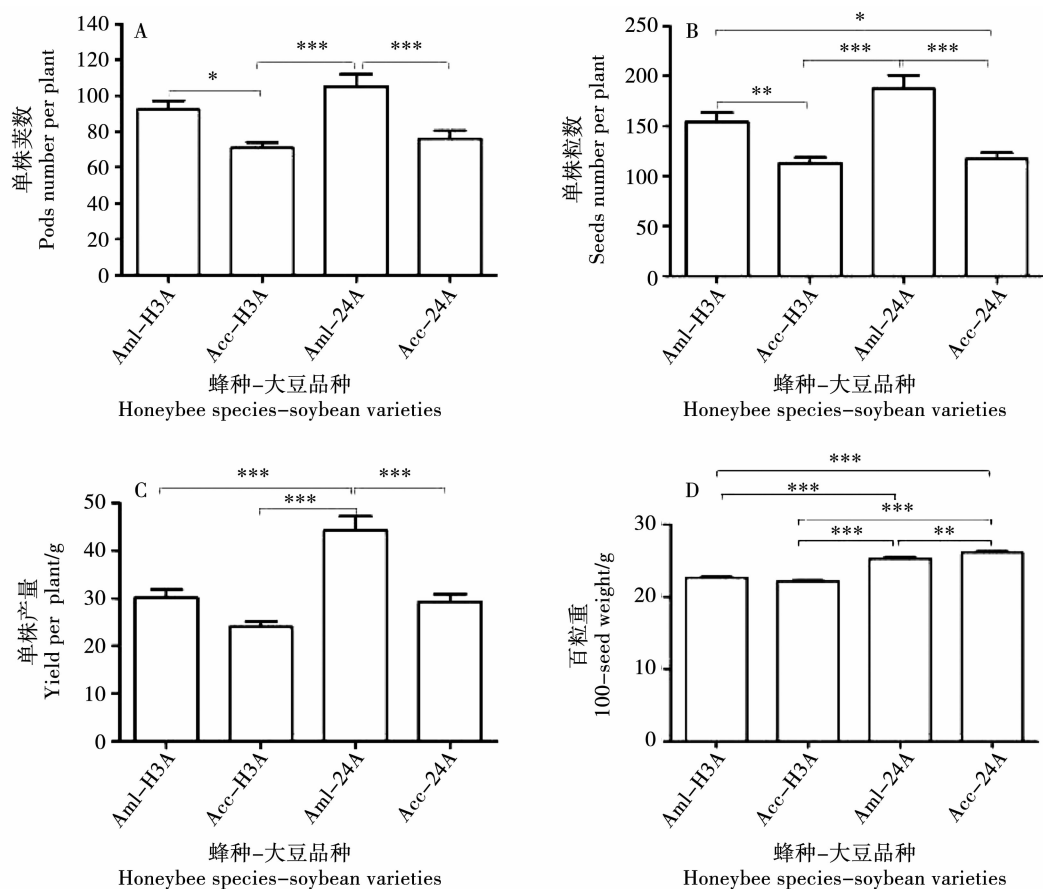 A
140
120
100
80
60
40
20
0
单株荚数
Pods number per plant
*
***
***
Aml-H3A
Acc-H3A
Aml-24A
Acc-24A
蜂种-大豆品种
Honeybee species-soybean varieties
B
250
200
150
100
50
0
单株粒数
Seeds number per plant
*
***
***
**
Aml-H3A
Acc-H3A
Aml-24A
Acc-24A
蜂种-大豆品种
Honeybee species-soybean varieties
C
50
40
30
20
10
0
单株产量
Yield per plant/g
***
***
***
Aml-H3A
Acc-H3A
Aml-24A
Acc-24A
蜂种-大豆品种
Honeybee species-soybean varieties
D
30
20
10
0
百粒重
100-seed weight/g
***
***
***
***
**
Aml-H3A
Acc-H3A
Aml-24A
Acc-24A
蜂种-大豆品种
Honeybee species-soybean varieties